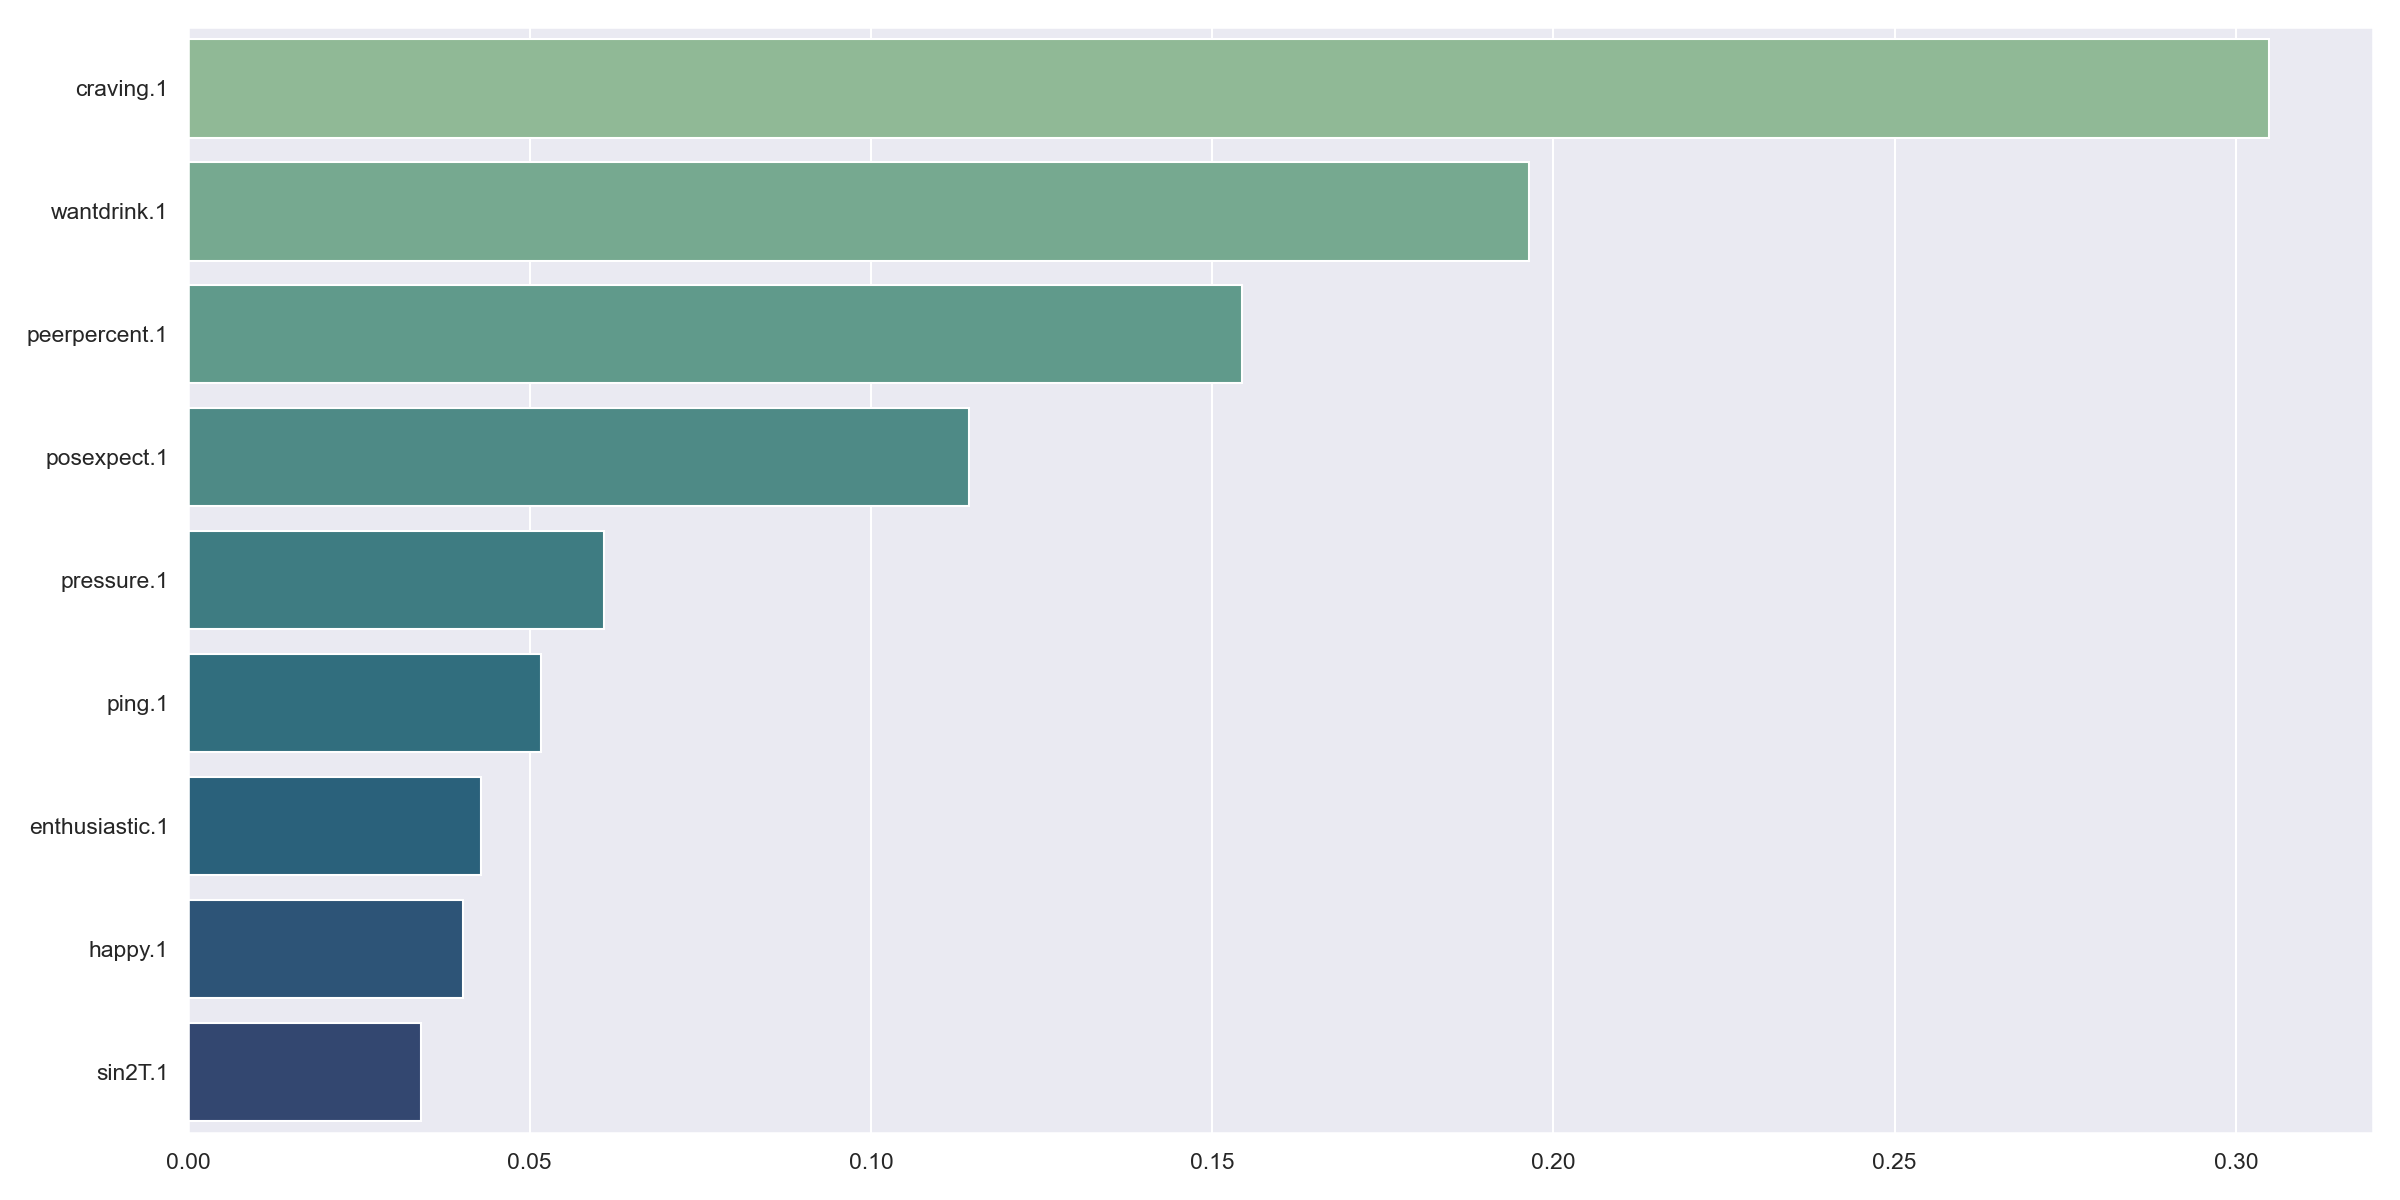 craving.1
wantdrink.1
peerpercent.1
posexpect.1
pressure.1
ping.1
enthusiastic.1
happy.1
sin2T.1
0.00 0.05 0.10 0.15 0.20 0.25 0.30